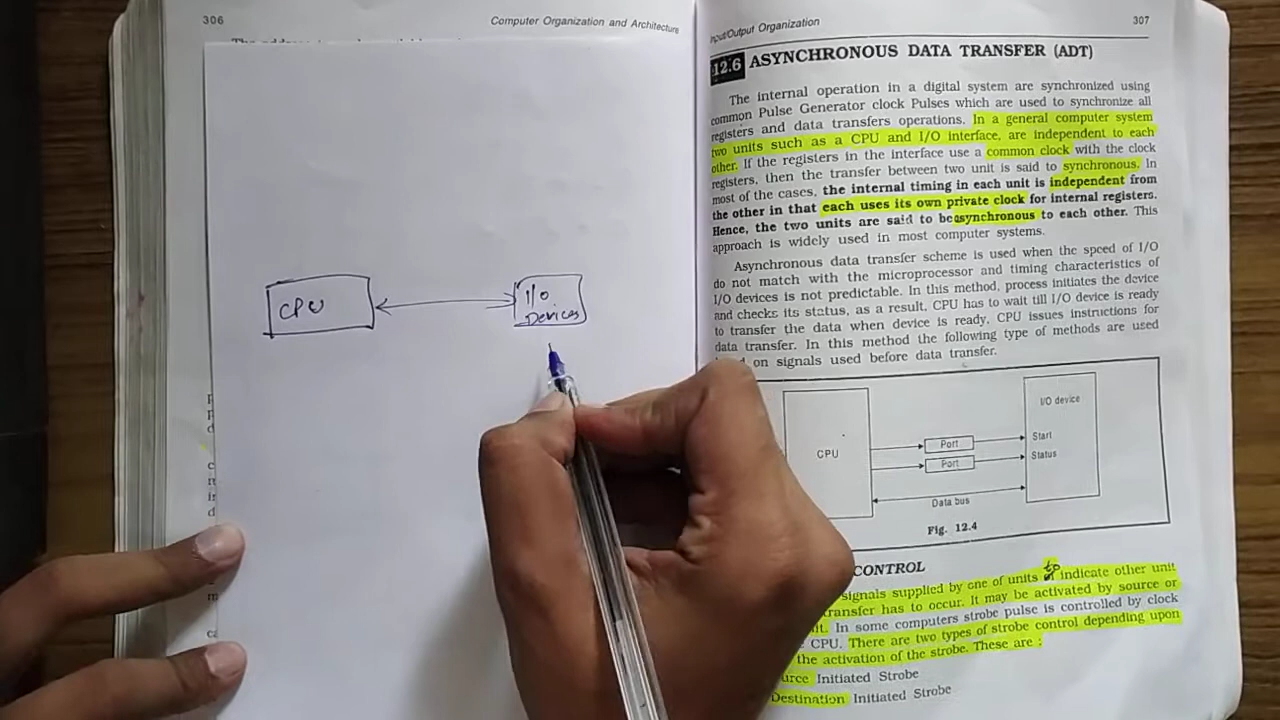 306
Computer Organization and Architecture
CPU
I/O
Devices
Input/Output Organization
307
12.6 ASYNCHRONOUS DATA TRANSFER (ADT)
The internal operation in a digital system are synchronized using
common Pulse Generator clock Pulses which are used to synchronize all
registers and data transfers operations. In a general computer system
two units such as a CPU and I/O interface, are independent to each
other. If the registers in the interface use a common clock with the clock
registers, then the transfer between two unit is said to synchronous. In
most of the cases, the internal timing in each unit is independent from
the other in that each uses its own private clock for internal registers.
Hence, the two units are said to be asynchronous to each other. This
approach is widely used in most computer systems.
Asynchronous data transfer scheme is used when the speed of I/O
do not match with the microprocessor and timing characteristics of
I/O devices is not predictable. In this method, process initiates the device
and checks its status, as a result, CPU has to wait till I/O device is ready
to transfer the data when device is ready, CPU issues instructions for
data transfer. In this method the following type of methods are used
on signals used before data transfer.
I/O device
CPU
Port
Start
Port
Status
Data bus
Fig. 12.4
CONTROL
signals supplied by one of units to indicate other unit
transfer has to occur. It may be activated by source or
In some computers strobe pulse is controlled by clock
CPU. There are two types of strobe control depending upon
the activation of the strobe. These are :
Initiated Strobe
Destination Initiated Strobe